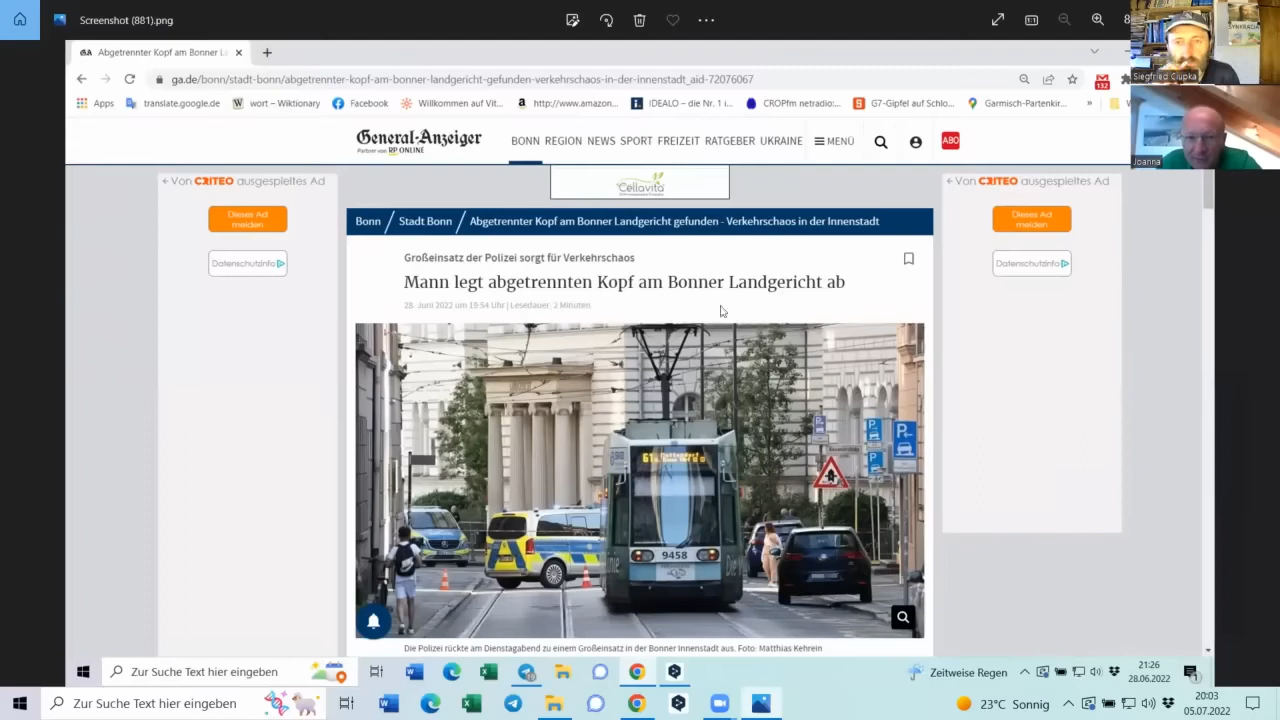 Screenshot (881).png
Abgetrennter Kopf am Bonner La
ga.de/bonn/stadt-bonn/abgetrennter-kopf-am-bonner-landgericht-gefunden-verkehrschaos-in-der-innenstadt_aid-72076067
132
Apps translate.google.de wort – Wiktionary Facebook Willkommen auf Vit... http://www.amazon... IDEALO – die Nr. 1 i... CROPfm netradio:... G7-Gipfel auf Schlo... Garmisch-Partenkir... »
Siegfried Ciupka
Joanna
General-Anzeiger
Partner von RP ONLINE
BONN REGION NEWS SPORT FREIZEIT RATGEBER UKRAINE MENÜ ABO
Von CRITEO ausgespieltes Ad
Dieses Ad melden
Datenschutzinfo
Cellavita
Von CRITEO ausgespieltes Ad
Dieses Ad melden
Datenschutzinfo
Bonn / Stadt Bonn / Abgetrennter Kopf am Bonner Landgericht gefunden - Verkehrschaos in der Innenstadt
Großeinsatz der Polizei sorgt für Verkehrschaos
Mann legt abgetrennten Kopf am Bonner Landgericht ab
28. Juni 2022 um 19:54 Uhr | Lesedauer: 2 Minuten
61
P
9458
Die Polizei rückte am Dienstagabend zu einem Großeinsatz in der Bonner Innenstadt aus. Foto: Matthias Kehrein
Zur Suche Text hier eingeben
Zeitweise Regen
21:26
28.06.2022
Zur Suche Text hier eingeben
23°C Sonnig
20:03
05.07.2022